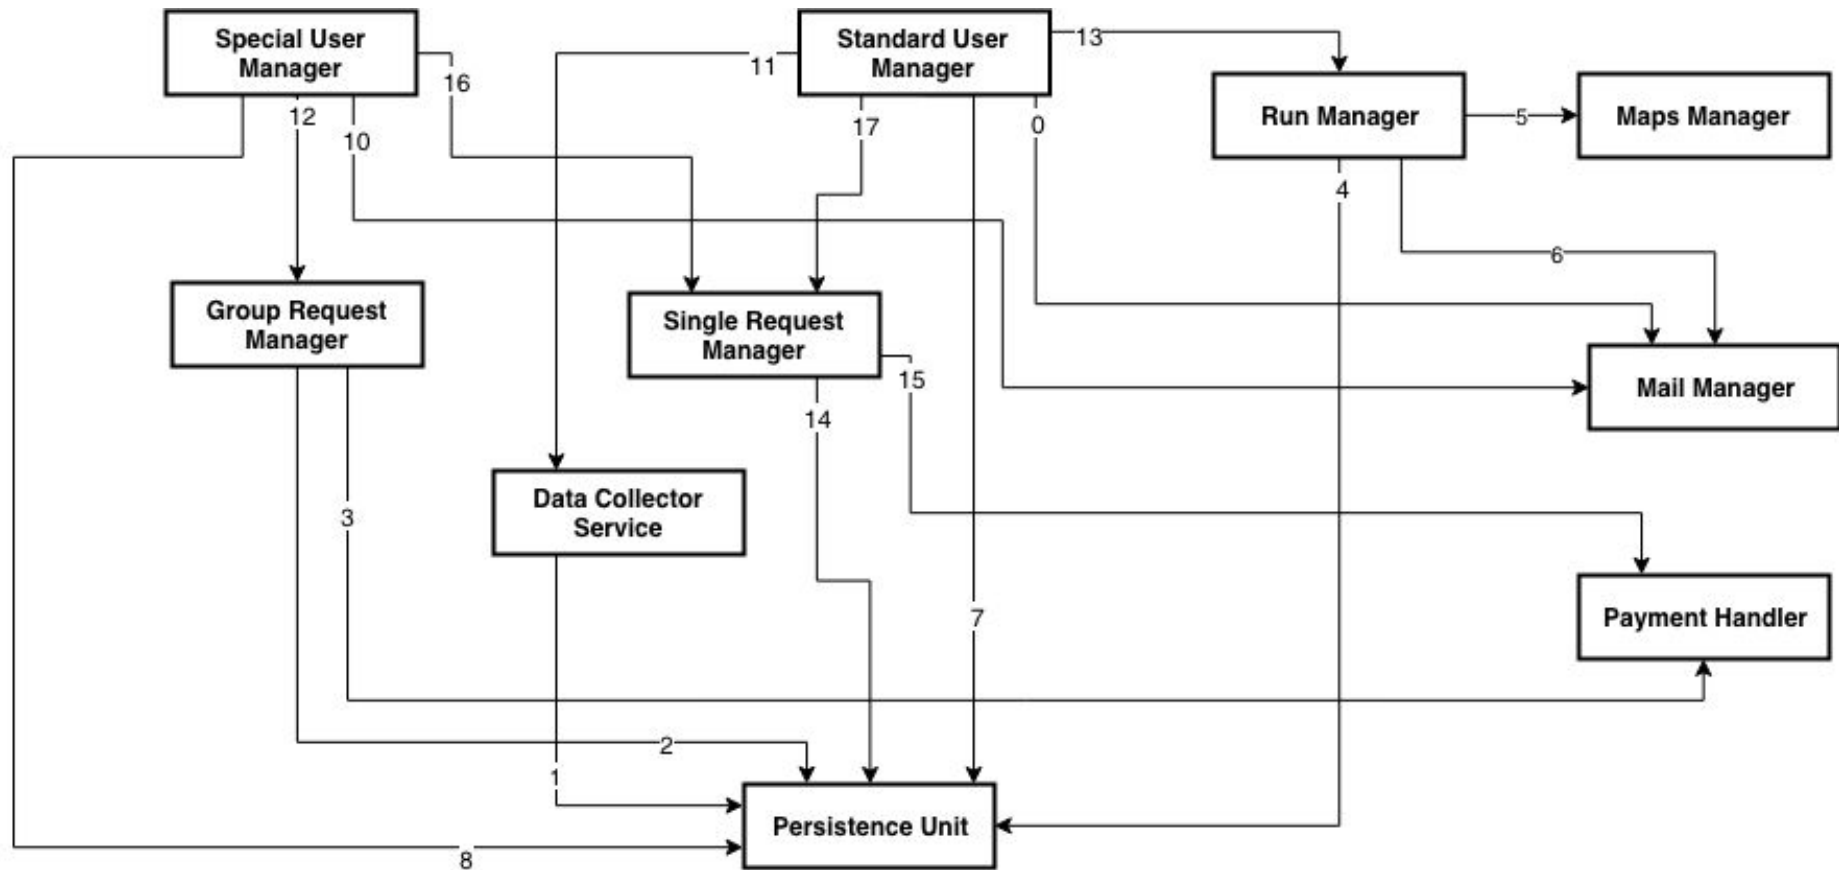 Special User
Manager
Standard User
Manager
13
11
16
Run Manager
5
Maps Manager
12
10
17
0
4
6
Group Request
Manager
Single Request
Manager
15
Mail Manager
14
Data Collector
Service
3
7
Payment Handler
2
1
Persistence Unit
8